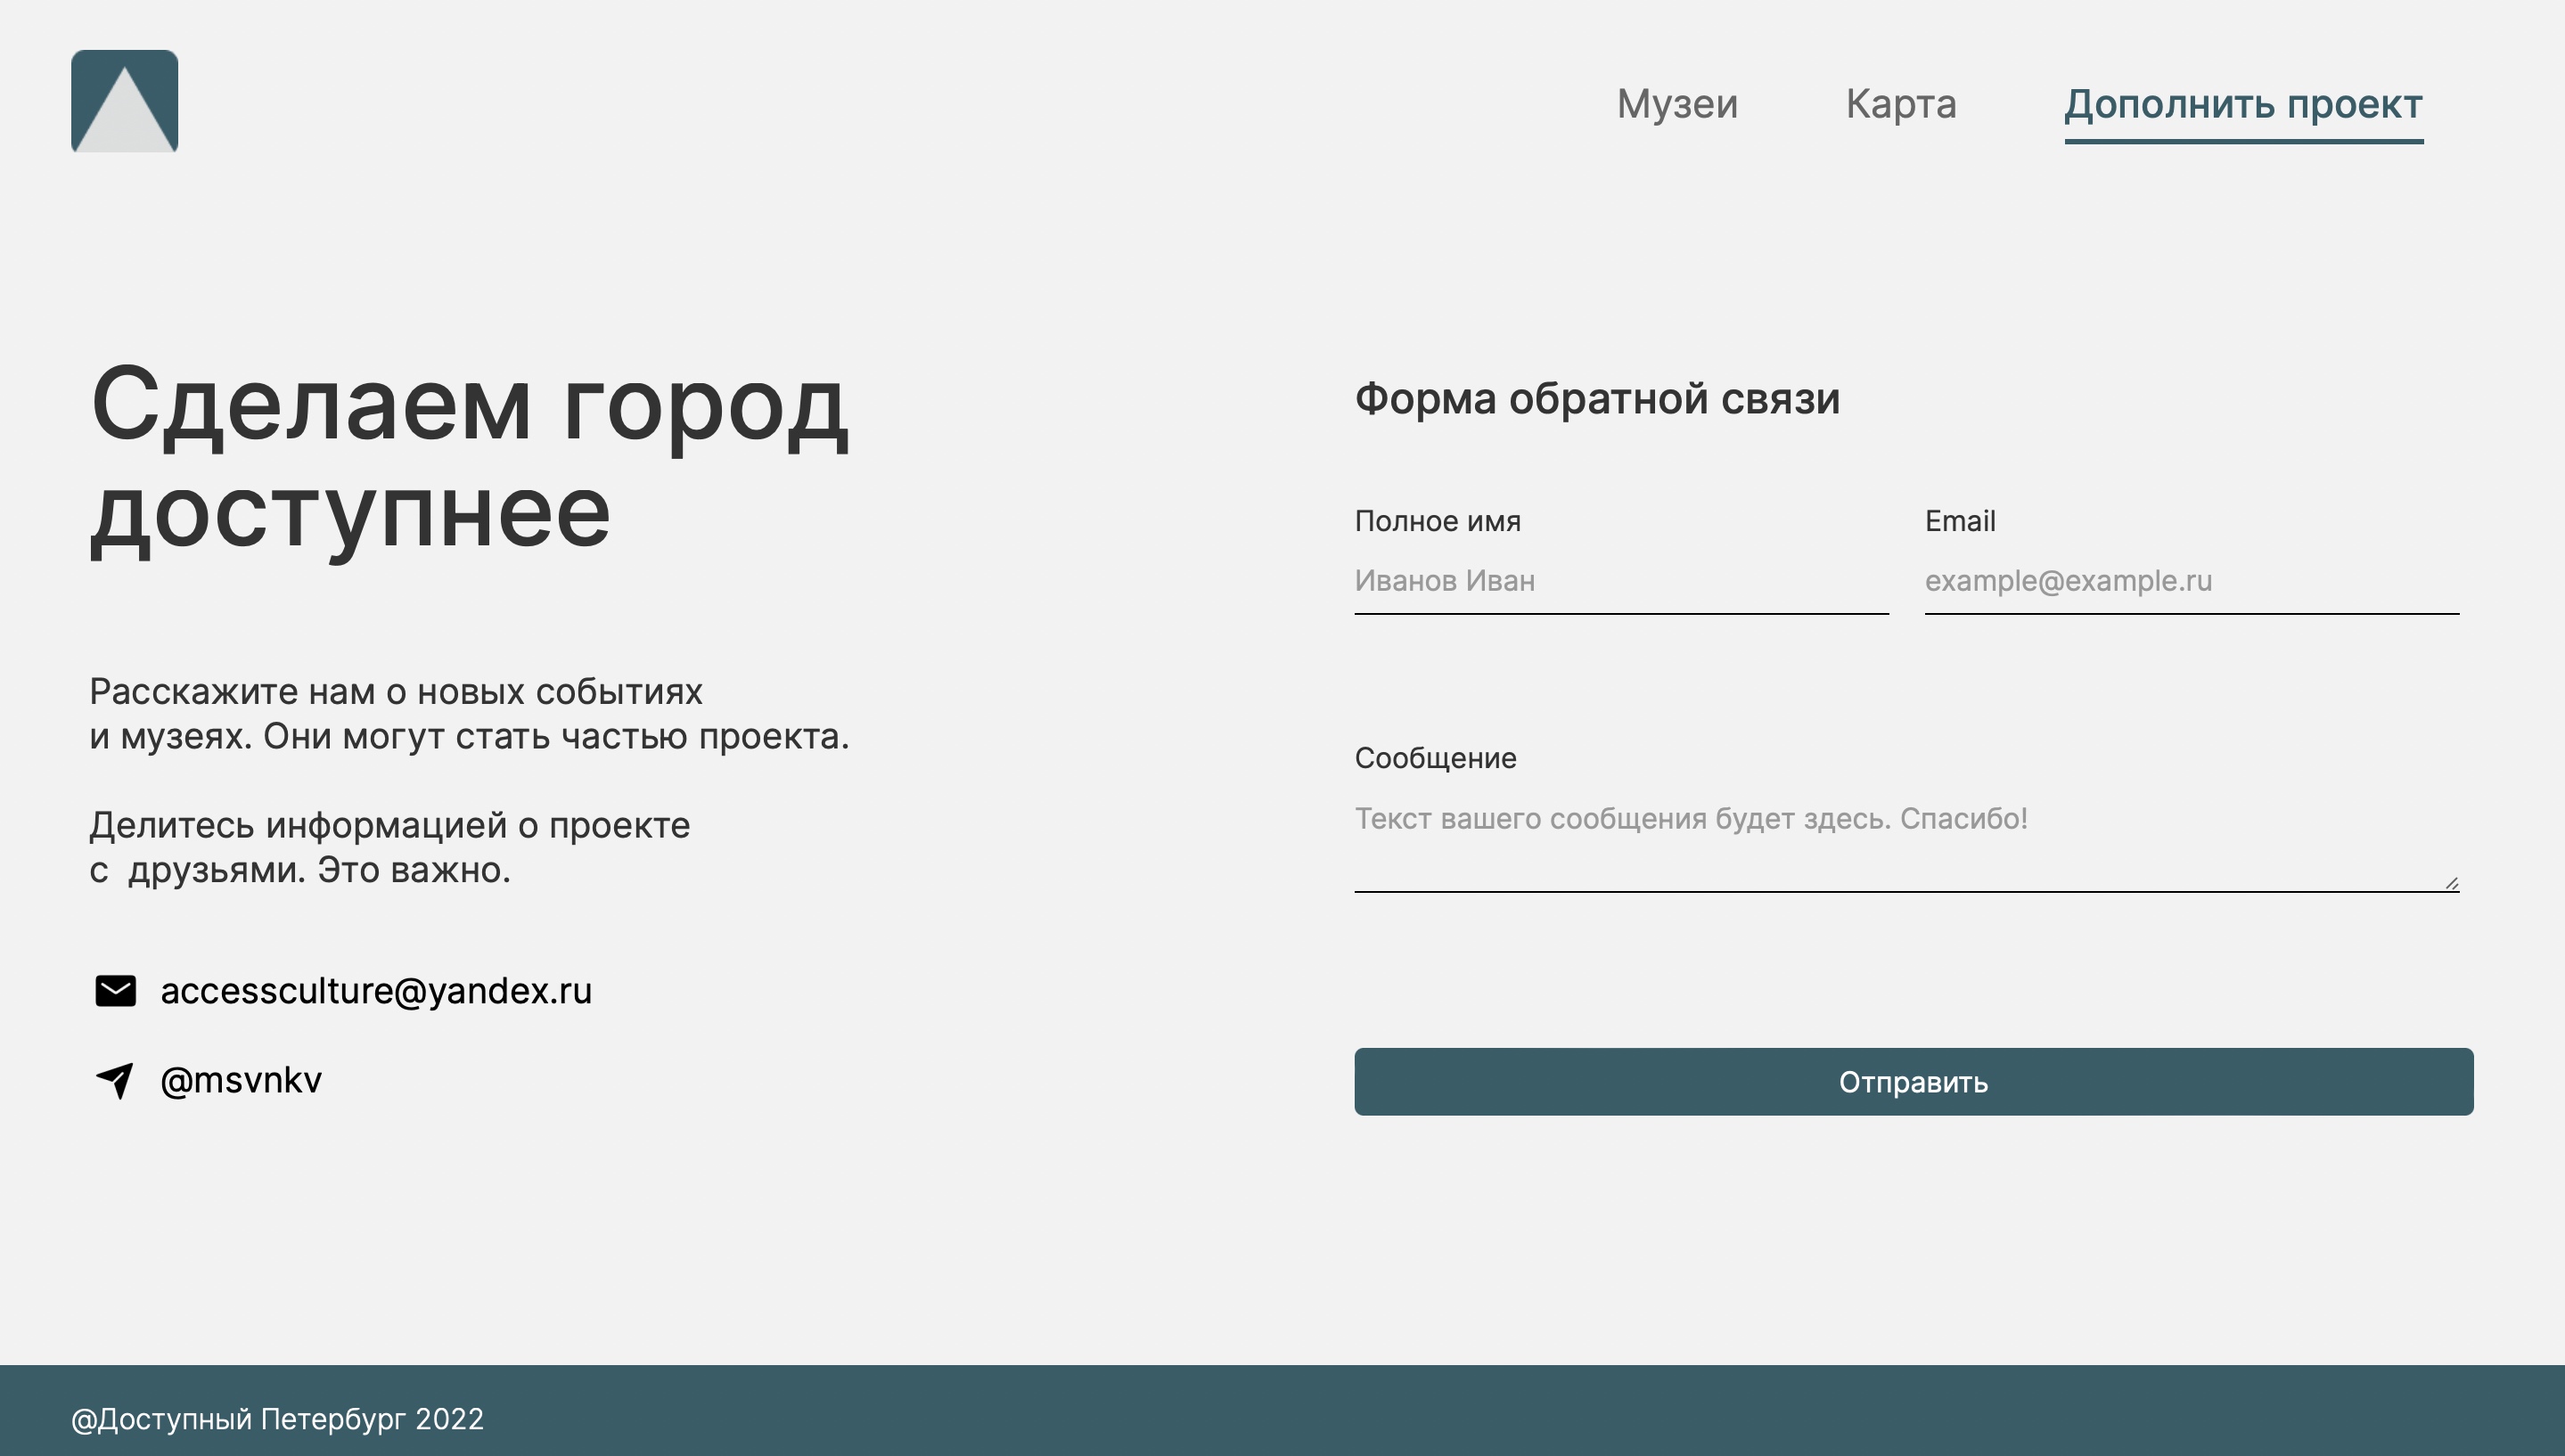 Музеи
Карта
Дополнить проект
Сделаем город
доступнее
Расскажите нам о новых событиях
и музеях. Они могут стать частью проекта.
Делитесь информацией о проекте
с  друзьями. Это важно.
accessculture@yandex.ru
@msvnkv
Форма обратной связи
Полное имя
Email
Иванов Иван
example@example.ru
Сообщение
Текст вашего сообщения будет здесь. Спасибо!
Отправить
@Доступный Петербург 2022